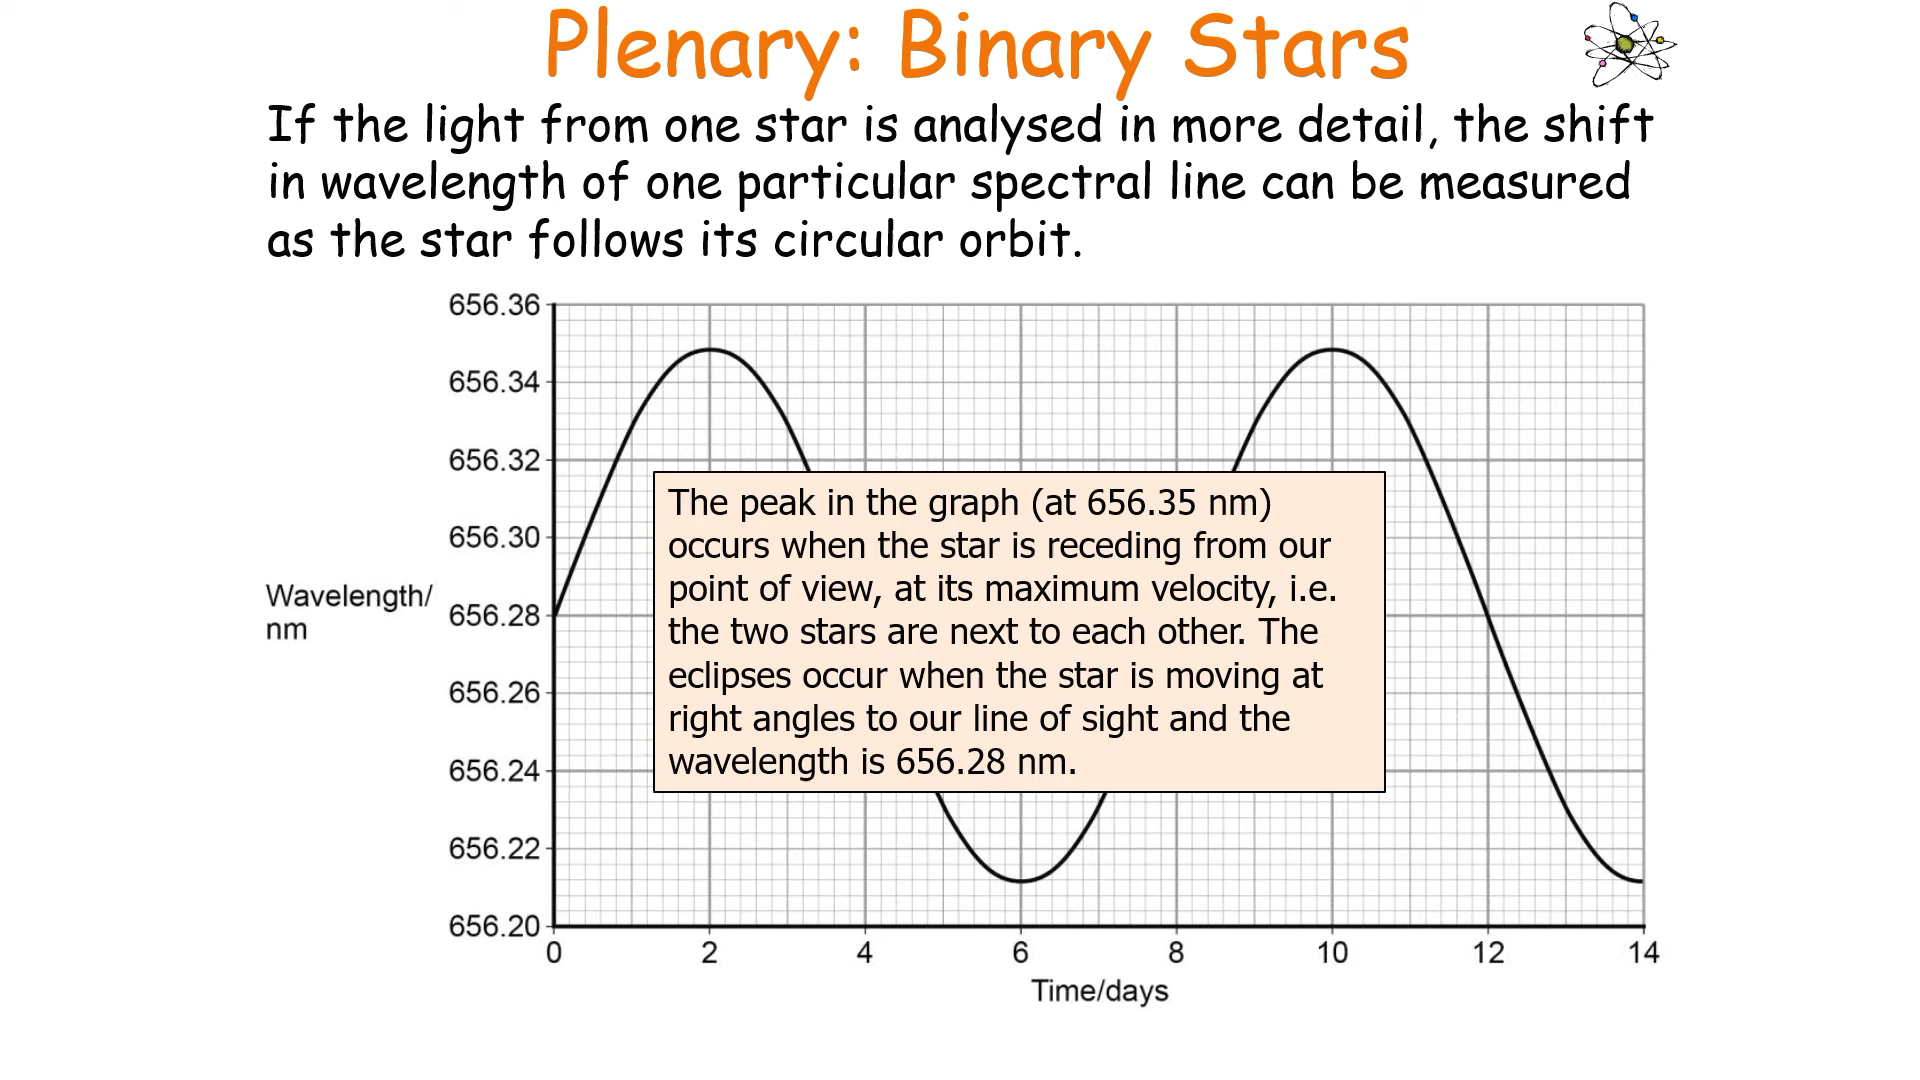 Plenary: Binary Stars
If the light from one star is analysed in more detail, the shift
in wavelength of one particular spectral line can be measured
as the star follows its circular orbit.
656.36
656.34
656.32
656.30
656.28
656.26
656.24
656.22
656.20
Wavelength/
nm
The peak in the graph (at 656.35 nm)
occurs when the star is receding from our
point of view, at its maximum velocity, i.e.
the two stars are next to each other. The
eclipses occur when the star is moving at
right angles to our line of sight and the
wavelength is 656.28 nm.
0 2 4 6 8 10 12 14
Time/days